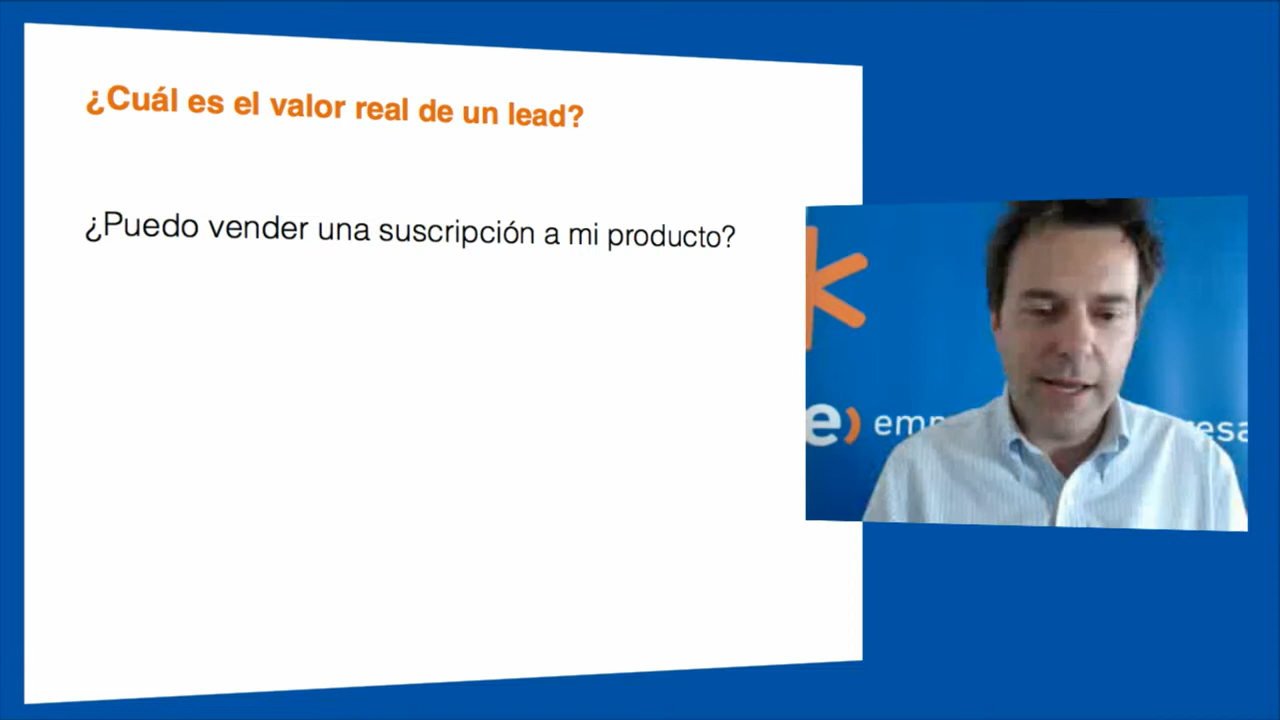 ¿Cuál es el valor real de un lead?
¿Puedo vender una suscripción a mi producto?
e)